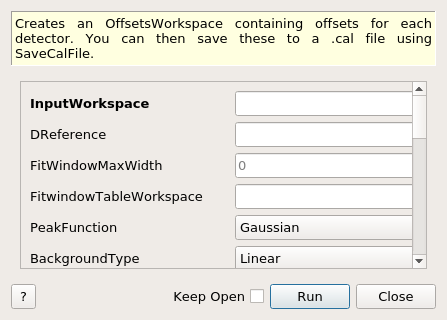 Creates an OffsetsWorkspace containing offsets for each
detector. You can then save these to a .cal file using
SaveCalFile.
InputWorkspace
DReference
FitWindowMaxWidth 0
FitwindowTableWorkspace
PeakFunction Gaussian
BackgroundType Linear
? Keep Open Run Close